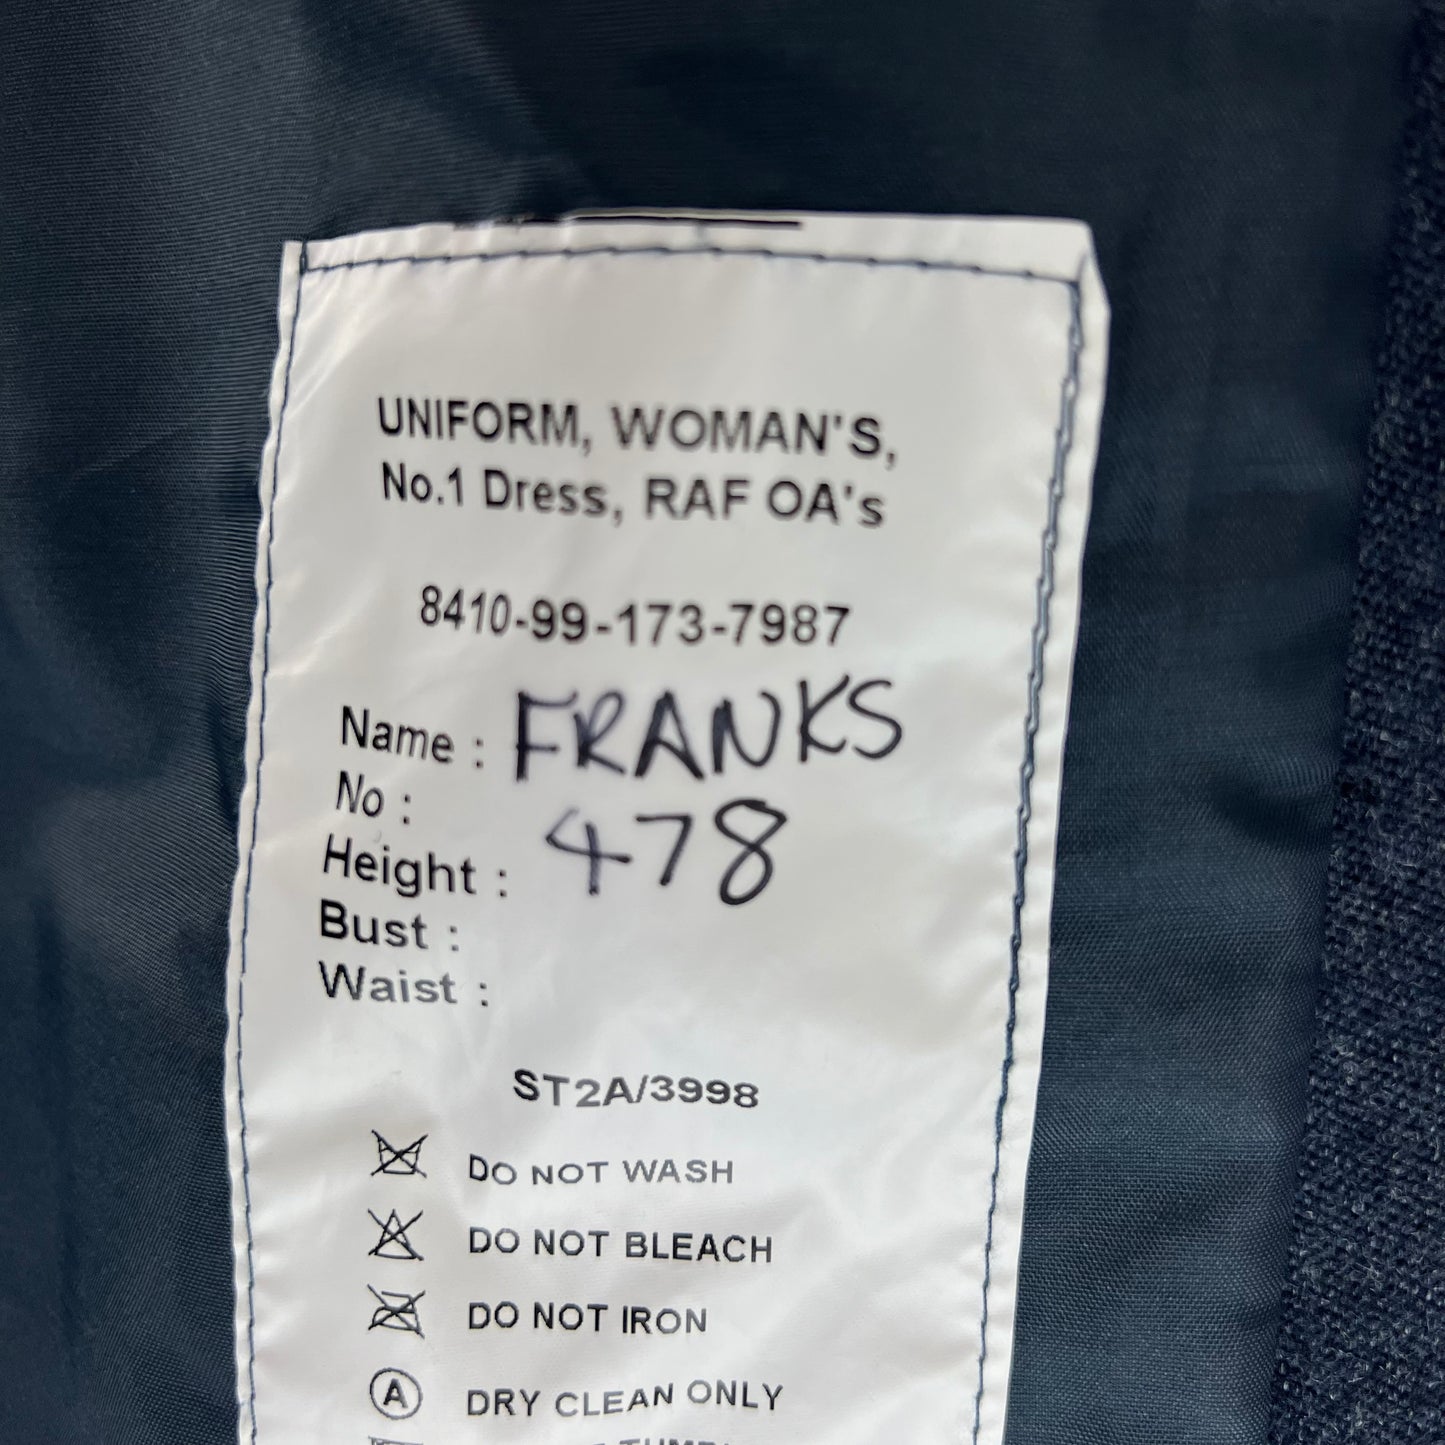 UNIFORM, WOMAN'S,
No.1 Dress, RAF OA's
8410-99-173-7987
Name : FRANKS
No : 478
Height :
Bust :
Waist :
ST2A/3998
DO NOT WASH
DO NOT BLEACH
DO NOT IRON
A DRY CLEAN ONLY